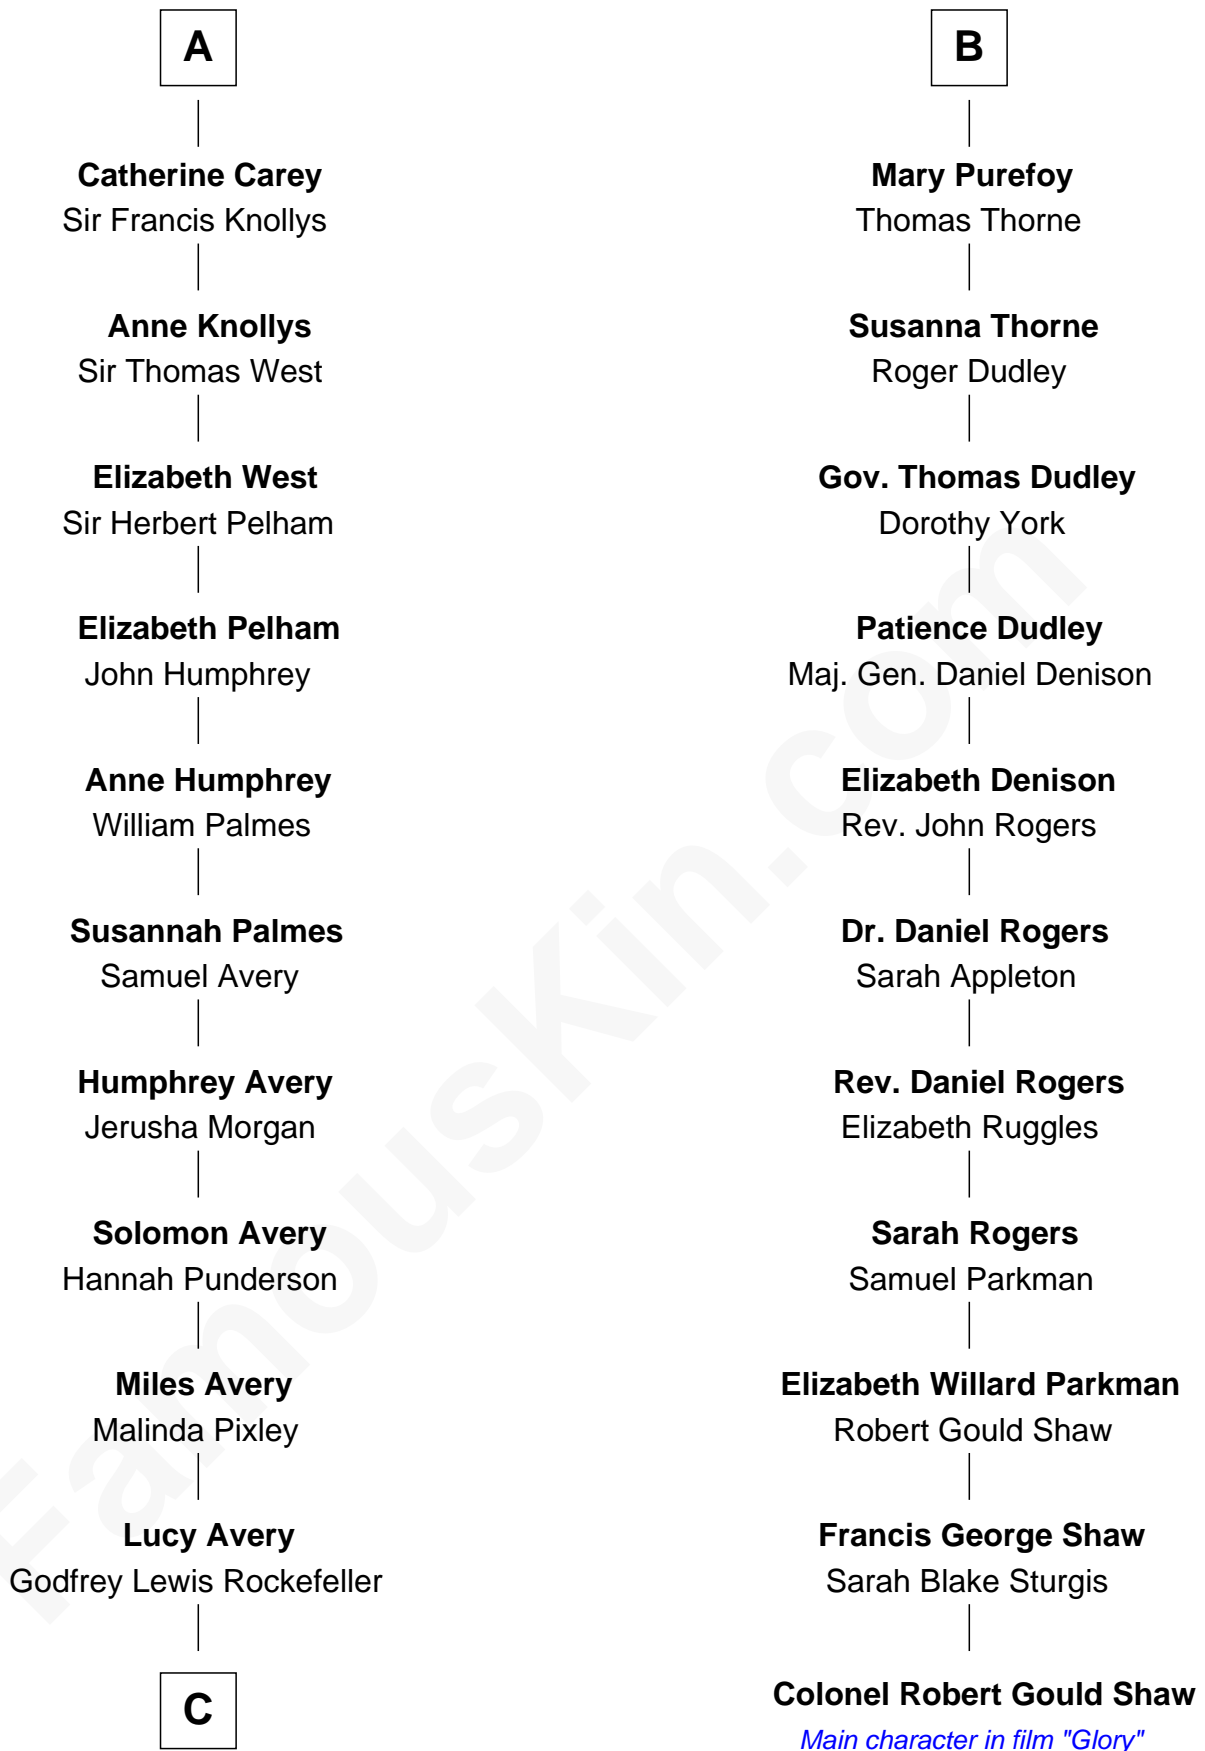 A
Catherine Carey
Sir Francis Knollys
Anne Knollys
Sir Thomas West
Elizabeth West
Sir Herbert Pelham
Elizabeth Pelham
John Humphrey
Anne Humphrey
William Palmes
Susannah Palmes
Samuel Avery
Humphrey Avery
Jerusha Morgan
Solomon Avery
Hannah Punderson
Miles Avery
Malinda Pixley
Lucy Avery
Godfrey Lewis Rockefeller
C
B
Mary Purefoy
Thomas Thorne
Susanna Thorne
Roger Dudley
Gov. Thomas Dudley
Dorothy York
Patience Dudley
Maj. Gen. Daniel Denison
Elizabeth Denison
Rev. John Rogers
Dr. Daniel Rogers
Sarah Appleton
Rev. Daniel Rogers
Elizabeth Ruggles
Sarah Rogers
Samuel Parkman
Elizabeth Willard Parkman
Robert Gould Shaw
Francis George Shaw
Sarah Blake Sturgis
Colonel Robert Gould Shaw
Main character in film "Glory"
FamousKin.com